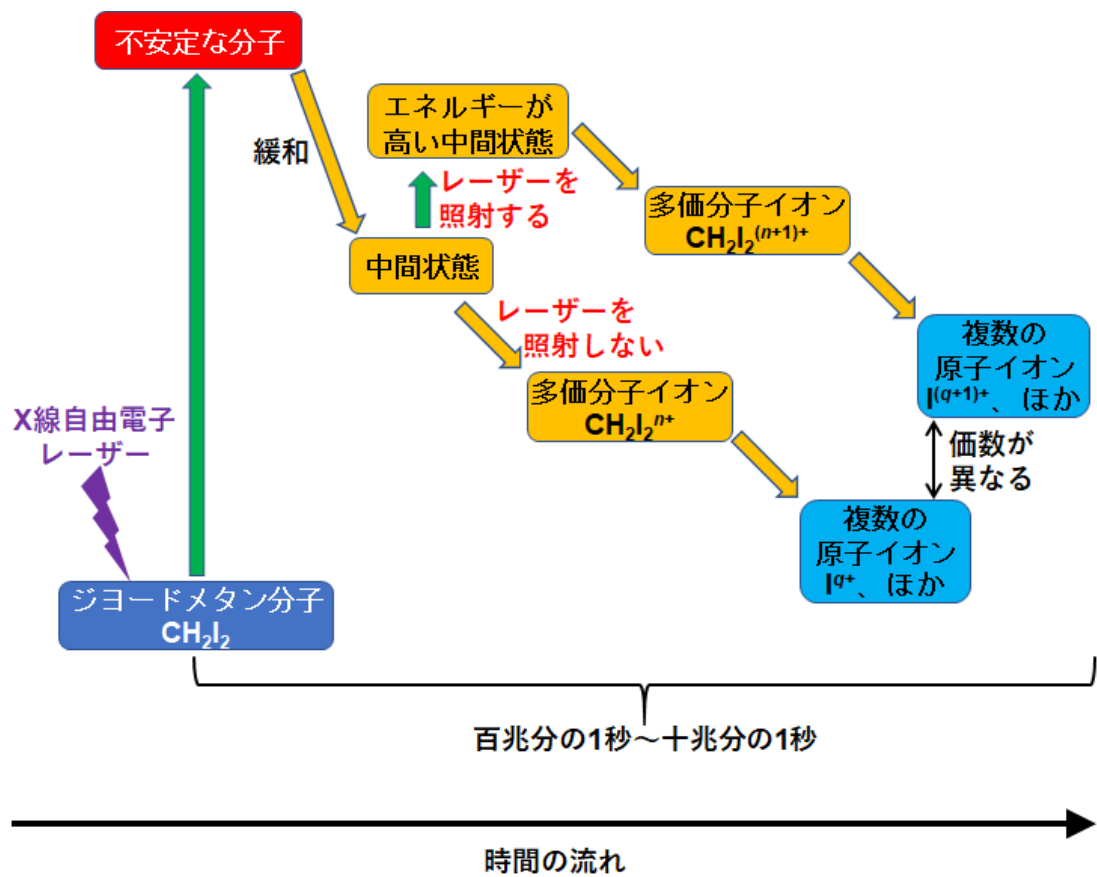 不安定な分子
エネルギーが
高い中間状態
緩和
レーザーを
照射する
多価分子イオン
CH₂I₂⁽ⁿ⁺¹⁾⁺
中間状態
レーザーを
照射しない
複数の
原子イオン
I⁽q⁺¹⁾⁺、ほか
多価分子イオン
CH₂I₂ⁿ⁺
X線自由電子
レーザー
価数が
異なる
複数の
原子イオン
Iq⁺、ほか
ジヨードメタン分子
CH₂I₂
百兆分の1秒～十兆分の1秒
時間の流れ